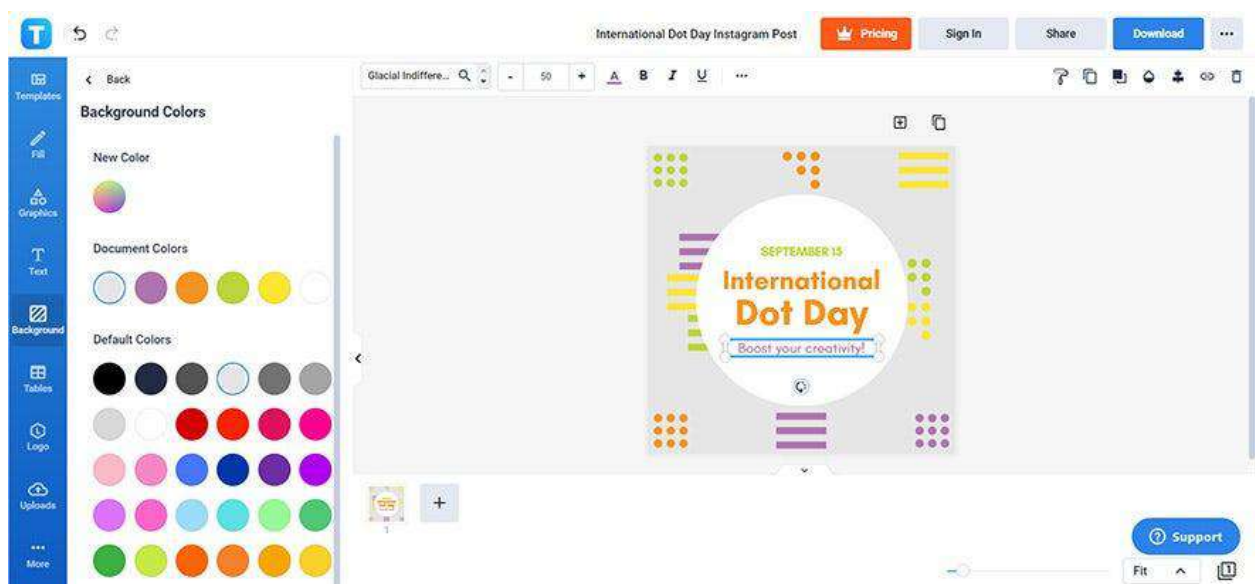 T
International Dot Day Instagram Post
Pricing
Sign In
Share
Download
Templates
Fill
Graphics
Text
Background
Tables
Logo
Uploads
More
Back
Background Colors
New Color
Document Colors
Default Colors
Glacial Indiffere... - 50 + A B I U
SEPTEMBER 15
International
Dot Day
Boost your creativity!
1
Support
Fit
1